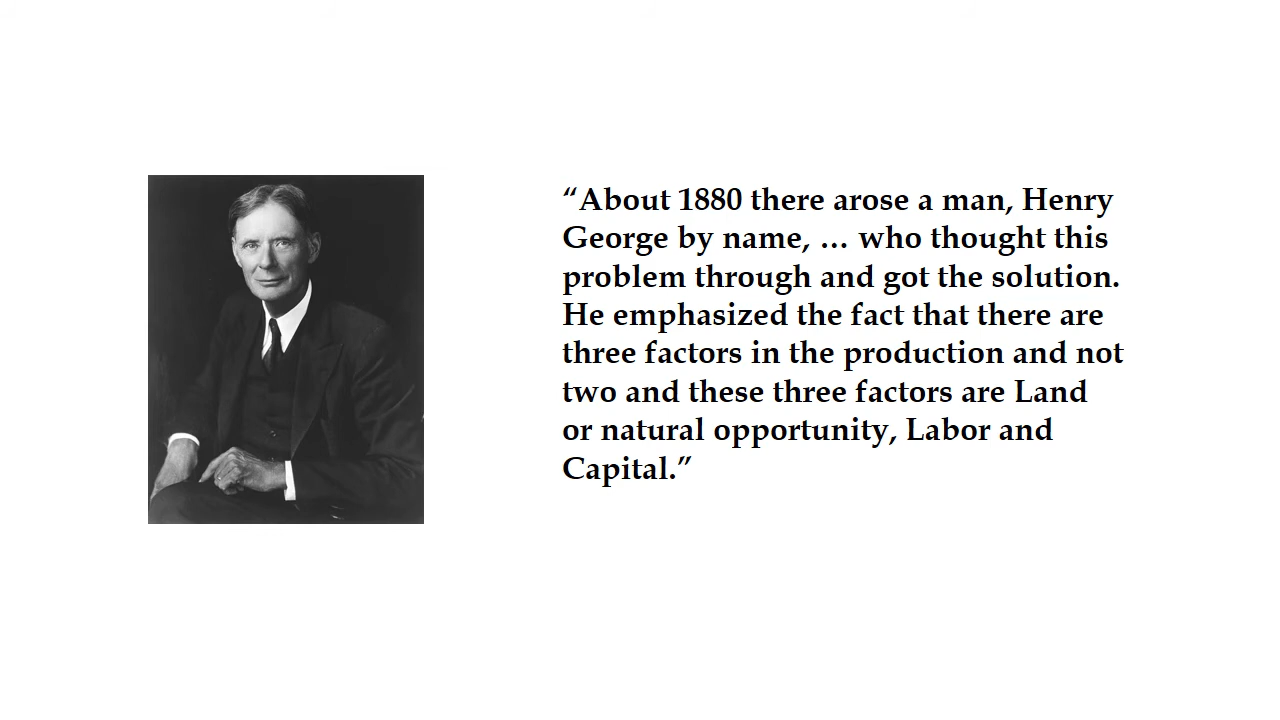 “About 1880 there arose a man, Henry
George by name, … who thought this
problem through and got the solution.
He emphasized the fact that there are
three factors in the production and not
two and these three factors are Land
or natural opportunity, Labor and
Capital.”